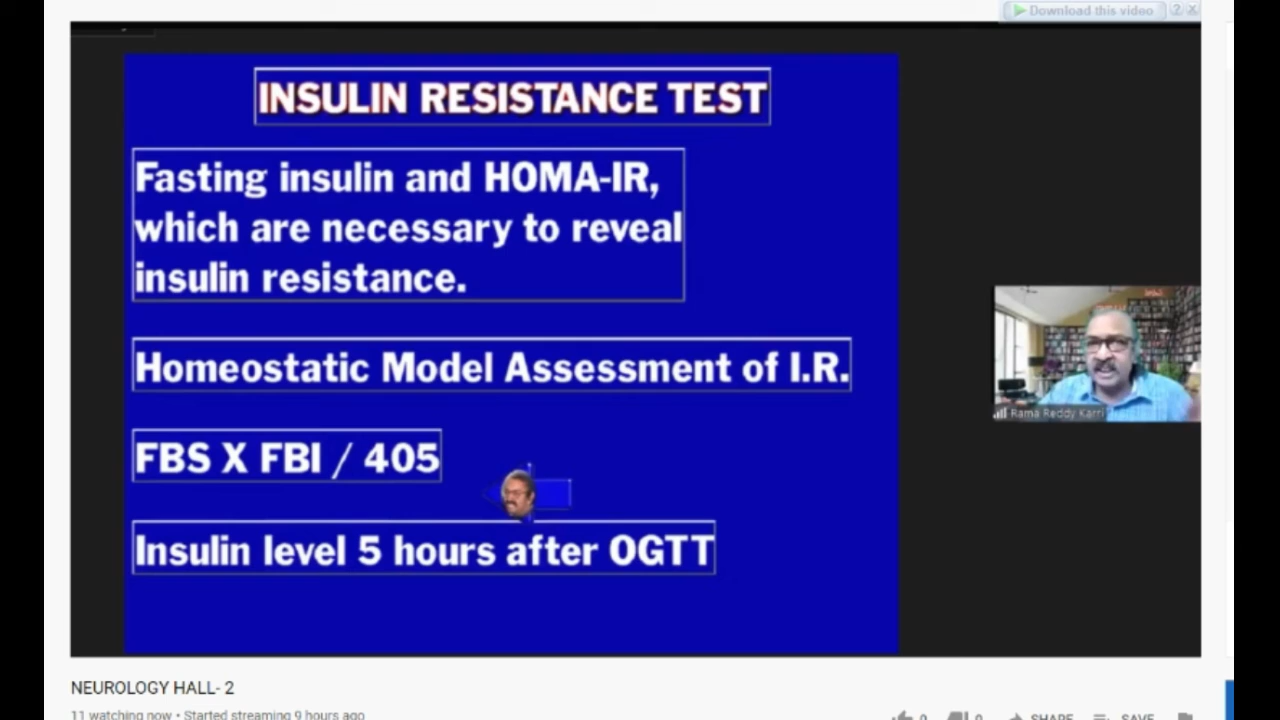 Download this video ? X
INSULIN RESISTANCE TEST
Fasting insulin and HOMA-IR,
which are necessary to reveal
insulin resistance.
Homeostatic Model Assessment of I.R.
FBS X FBI / 405
Insulin level 5 hours after OGTT
Rama Reddy Karri
NEUROLOGY HALL- 2
11 watching now • Started streaming 9 hours ago
0 0 SHARE SAVE